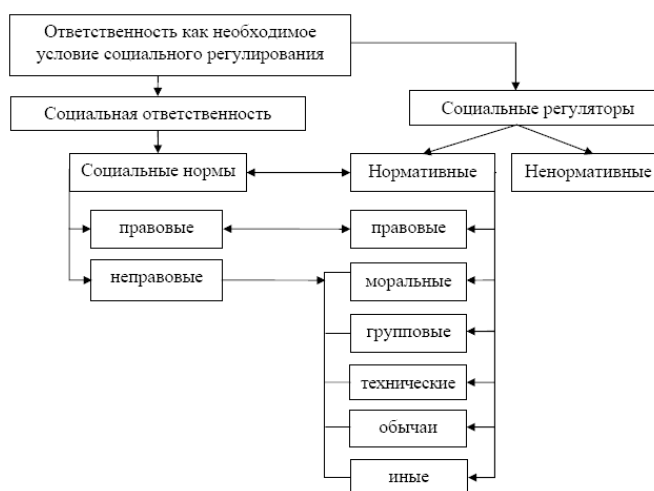 Ответственность как необходимое
условие социального регулирования
Социальная ответственность
Социальные регуляторы
Социальные нормы
Нормативные
Ненормативные
правовые
правовые
неправовые
моральные
групповые
технические
обычаи
иные